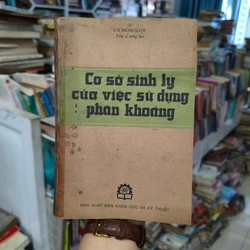 Cơ sở sinh lý
của việc sử dụng
phân khoáng
NHÀ XUẤT BẢN KHOA HỌC VÀ KỸ THUẬT